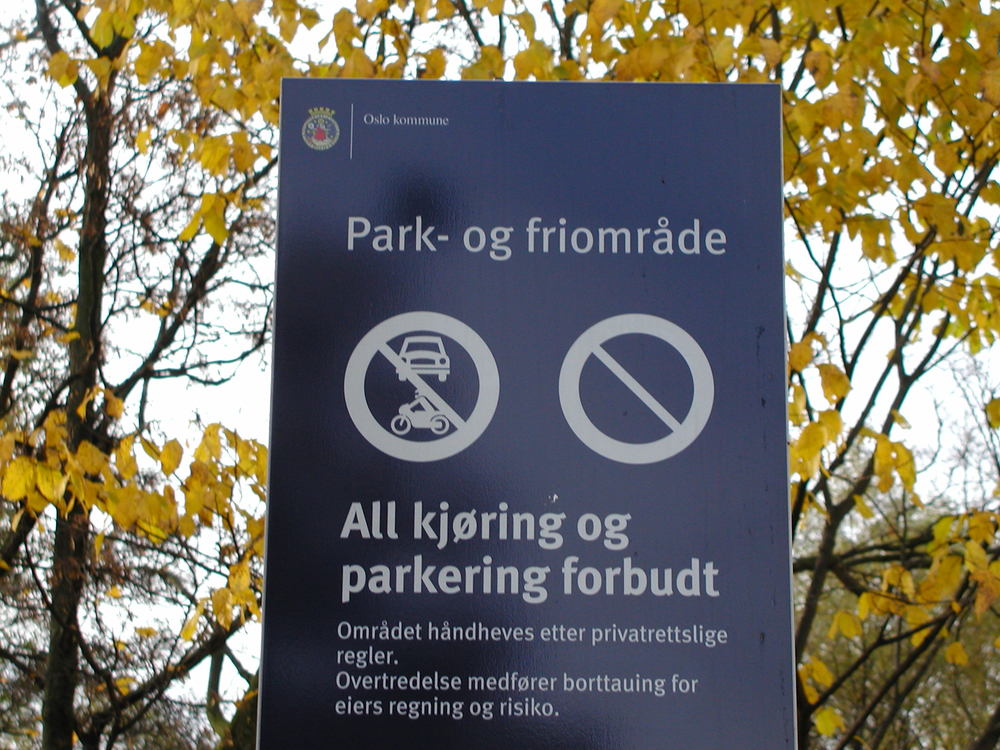 Oslo kommune
Park- og friområde
All kjøring og
parkering forbudt
Området håndheves etter privatrettslige
regler.
Overtredelse medfører borttauing for
eiers regning og risiko.